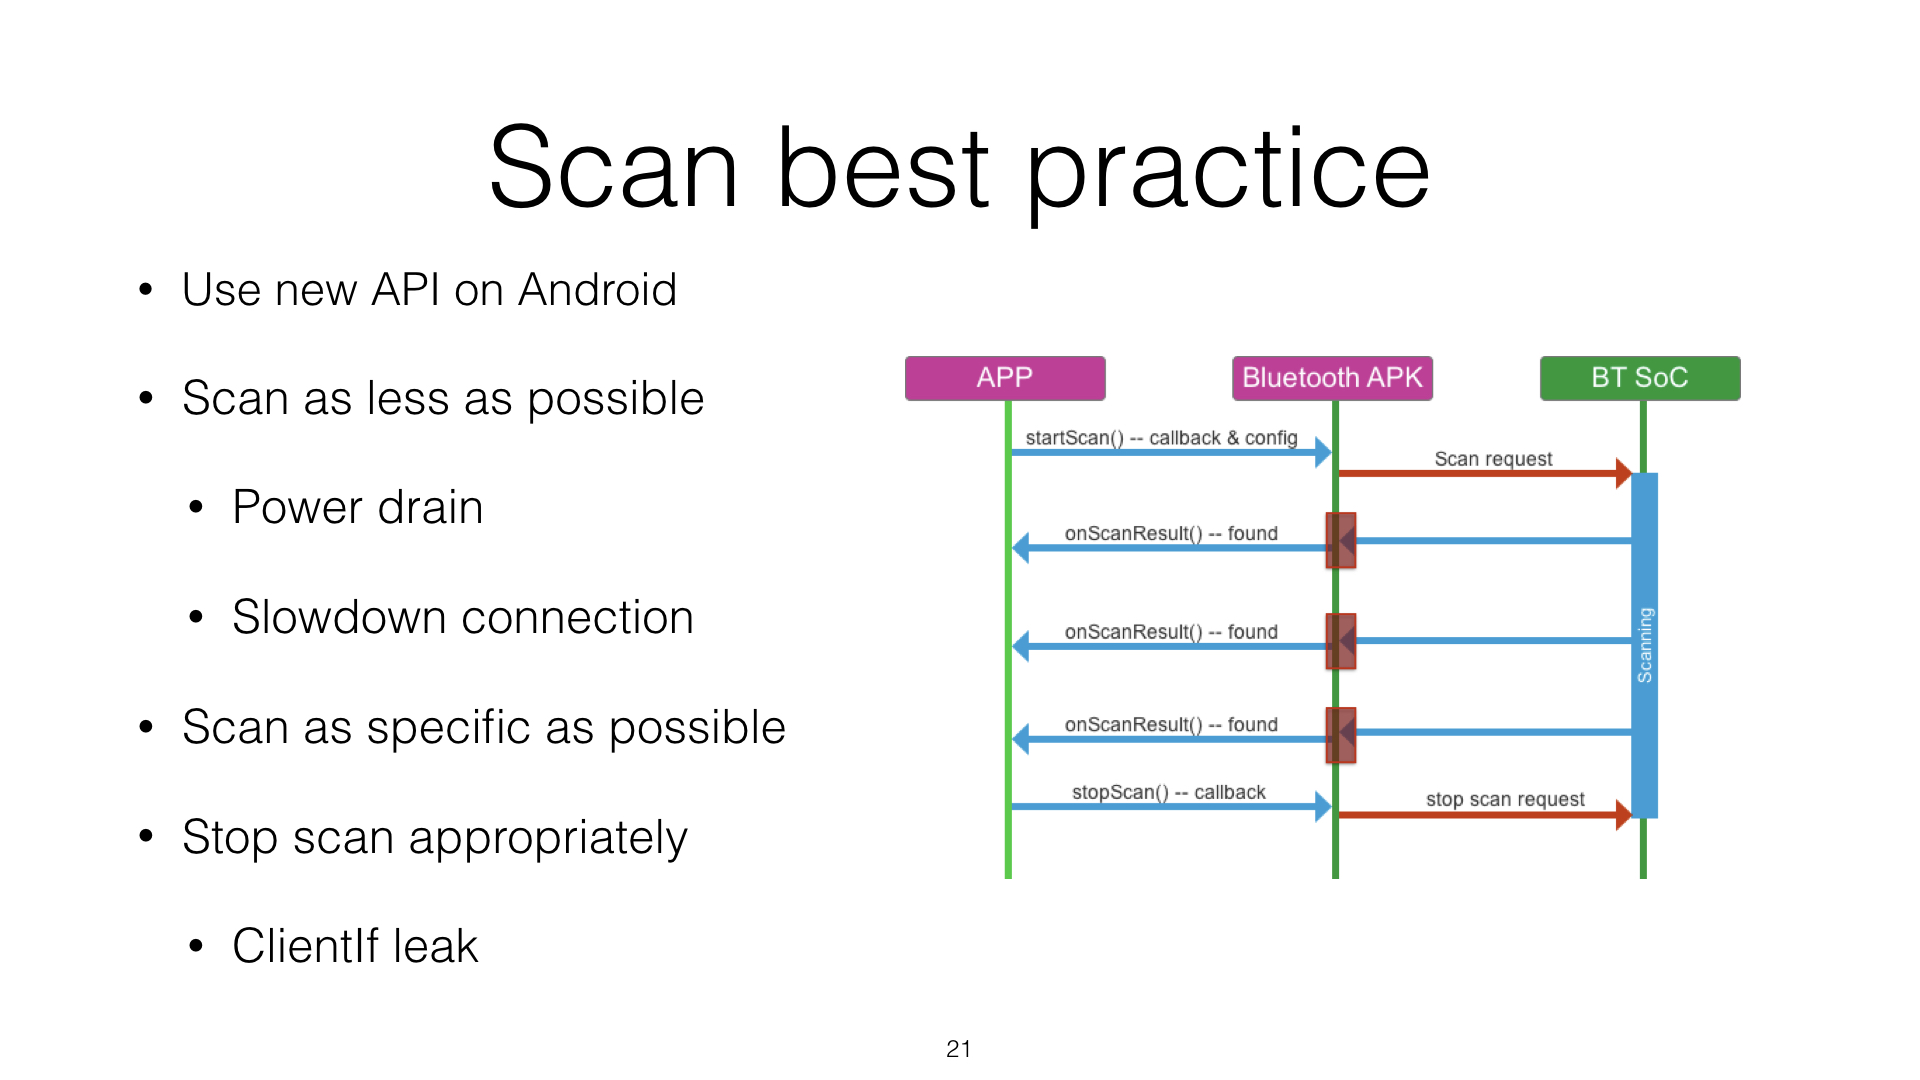 Scan best practice
• Use new API on Android
• Scan as less as possible
• Power drain
• Slowdown connection
• Scan as specific as possible
• Stop scan appropriately
• ClientIf leak
APP
Bluetooth APK
BT SoC
startScan() -- callback & config
Scan request
onScanResult() -- found
onScanResult() -- found
Scanning
onScanResult() -- found
stopScan() -- callback
stop scan request
21